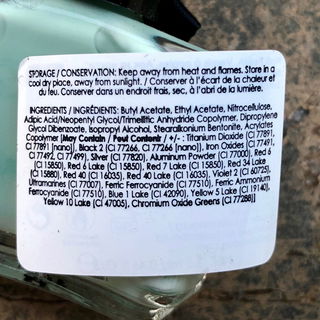 STORAGE / CONSERVATION: Keep away from heat and flames. Store in a
cool dry place, away from sunlight. / Conserver à l'écart de la chaleur et
du feu. Conserver dans un endroit frais, sec, à l'abri de la lumière.
INGREDIENTS / INGRÉDIENTS: Butyl Acetate, Ethyl Acetate, Nitrocellulose,
Adipic Acid/Neopentyl Glycol/Trimellitic Anhydride Copolymer, Dipropylene
Glycol Dibenzoate, Isopropyl Alcohol, Stearalkonium Bentonite, Acrylates
Copolymer [May Contain / Peut Contenir / +/- : Titanium Dioxide (CI 77891,
CI 77891 [nano]), Black 2 (CI 77266, CI 77266 [nano]), Iron Oxides (CI 77491,
CI 77492, CI 77499), Silver (CI 77820), Aluminum Powder (CI 77000), Red 6
(CI 15850), Red 6 Lake (CI 15850), Red 7 Lake (CI 15850), Red 34 Lake
(CI 15880), Red 40 (CI 16035), Red 40 Lake (CI 16035), Violet 2 (CI 60725),
Ultramarines (CI 77007), Ferric Ferrocyanide (CI 77510), Ferric Ammonium
Ferrocyanide (CI 77510), Blue 1 Lake (CI 42090), Yellow 5 Lake (CI 19140),
Yellow 10 Lake (CI 47005), Chromium Oxide Greens (CI 77288)]